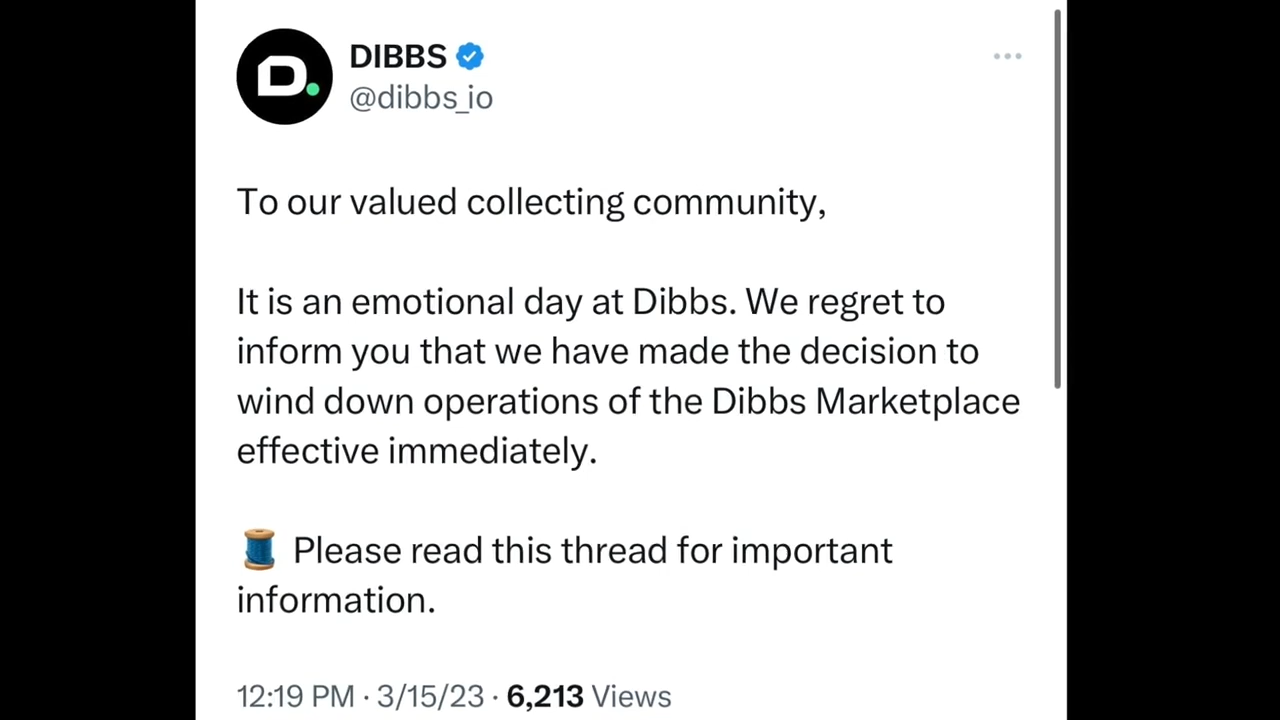 D.
DIBBS
@dibbs_io
To our valued collecting community,
It is an emotional day at Dibbs. We regret to
inform you that we have made the decision to
wind down operations of the Dibbs Marketplace
effective immediately.
🧵 Please read this thread for important
information.
12:19 PM · 3/15/23 · 6,213 Views